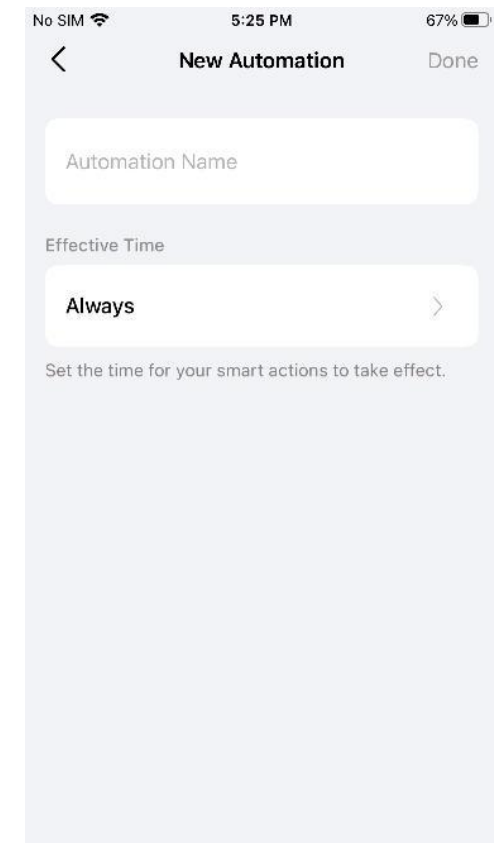 No SIM 5:25 PM 67%
New Automation Done
Automation Name
Effective Time
Always
Set the time for your smart actions to take effect.